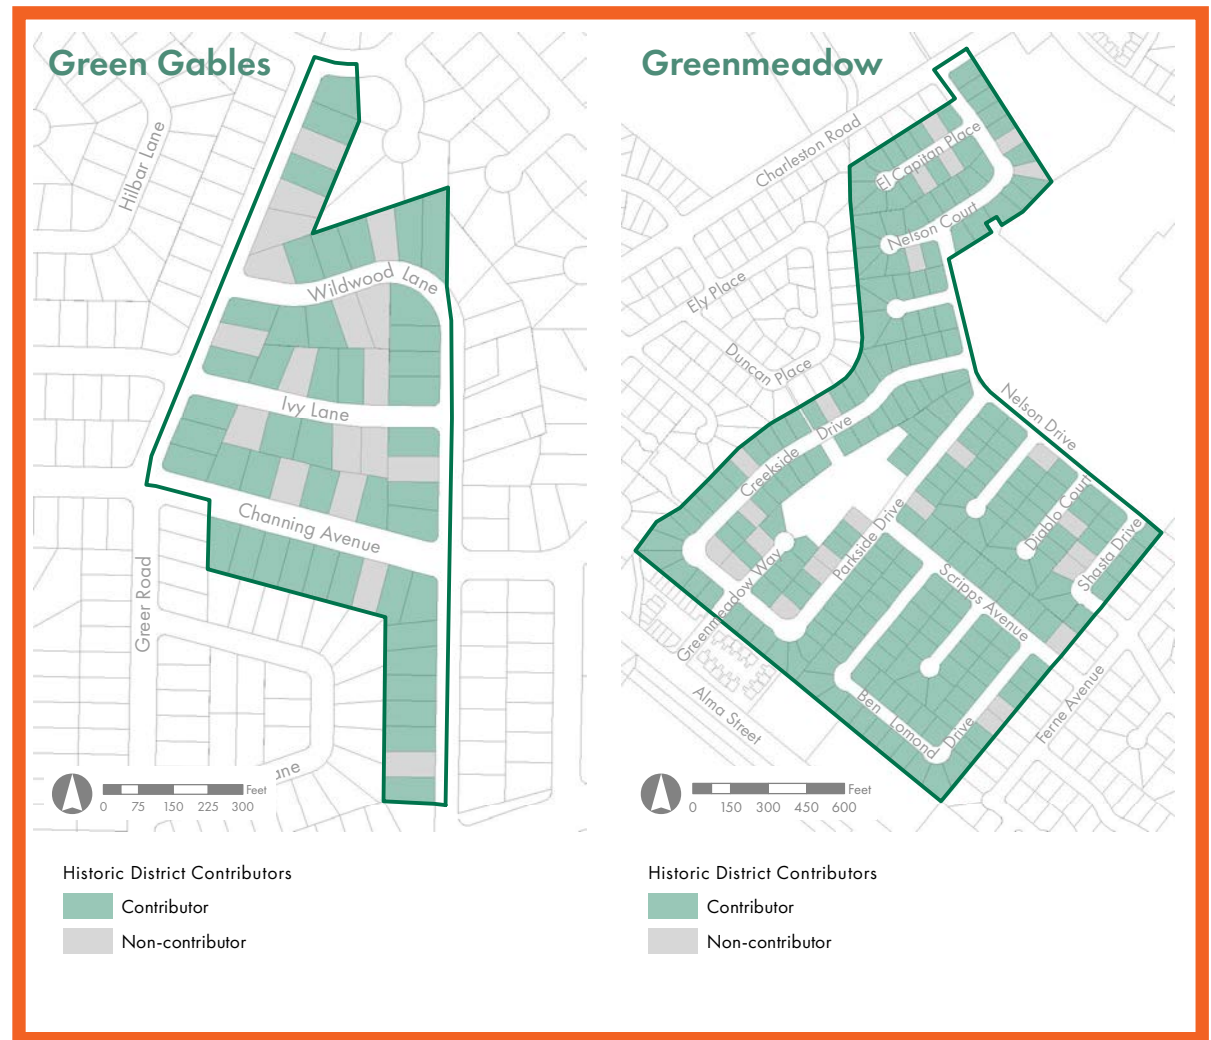 Green Gables
Hilbar Lane
Wildwood Lane
Ivy Lane
Channing Avenue
Greer Road
ane
0 75 150 225 300 Feet
Historic District Contributors
Contributor
Non-contributor
Greenmeadow
Charleston Road
El Capitan Place
Nelson Court
Ely Place
Duncan Place
Nelson Drive
Creekside Drive
Diablo Court
Parkside Drive
Shasta Drive
Scripps Avenue
Greenmeadow Way
Alma Street
Ben Lomond Drive
Ferne Avenue
0 150 300 450 600 Feet
Historic District Contributors
Contributor
Non-contributor